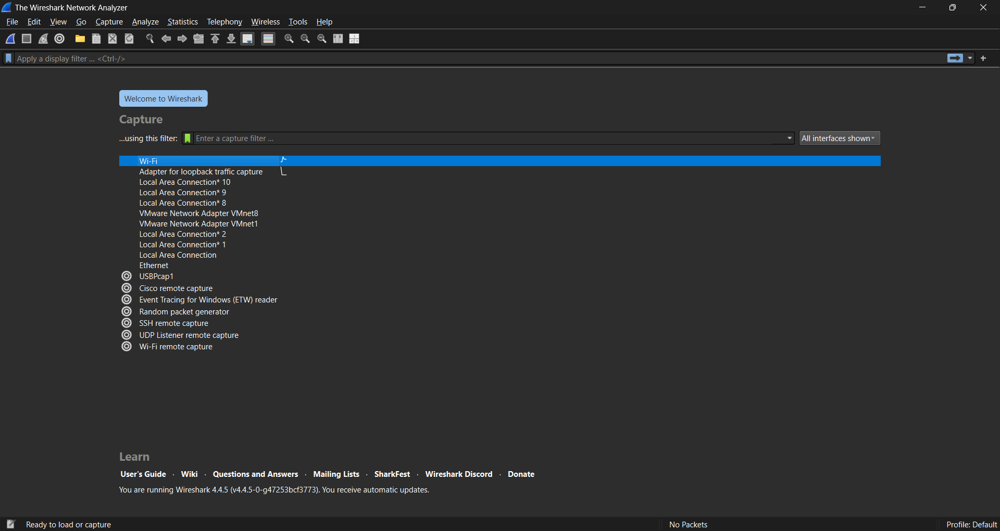 The Wireshark Network Analyzer
File Edit View Go Capture Analyze Statistics Telephony Wireless Tools Help
Apply a display filter ... <Ctrl-/>
Welcome to Wireshark
Capture
...using this filter: Enter a capture filter ... All interfaces shown
Wi-Fi
Adapter for loopback traffic capture
Local Area Connection* 10
Local Area Connection* 9
Local Area Connection* 8
VMware Network Adapter VMnet8
VMware Network Adapter VMnet1
Local Area Connection* 2
Local Area Connection* 1
Local Area Connection
Ethernet
USBPcap1
Cisco remote capture
Event Tracing for Windows (ETW) reader
Random packet generator
SSH remote capture
UDP Listener remote capture
Wi-Fi remote capture
Learn
User's Guide · Wiki · Questions and Answers · Mailing Lists · SharkFest · Wireshark Discord · Donate
You are running Wireshark 4.4.5 (v4.4.5-0-g47253bcf3773). You receive automatic updates.
Ready to load or capture No Packets Profile: Default